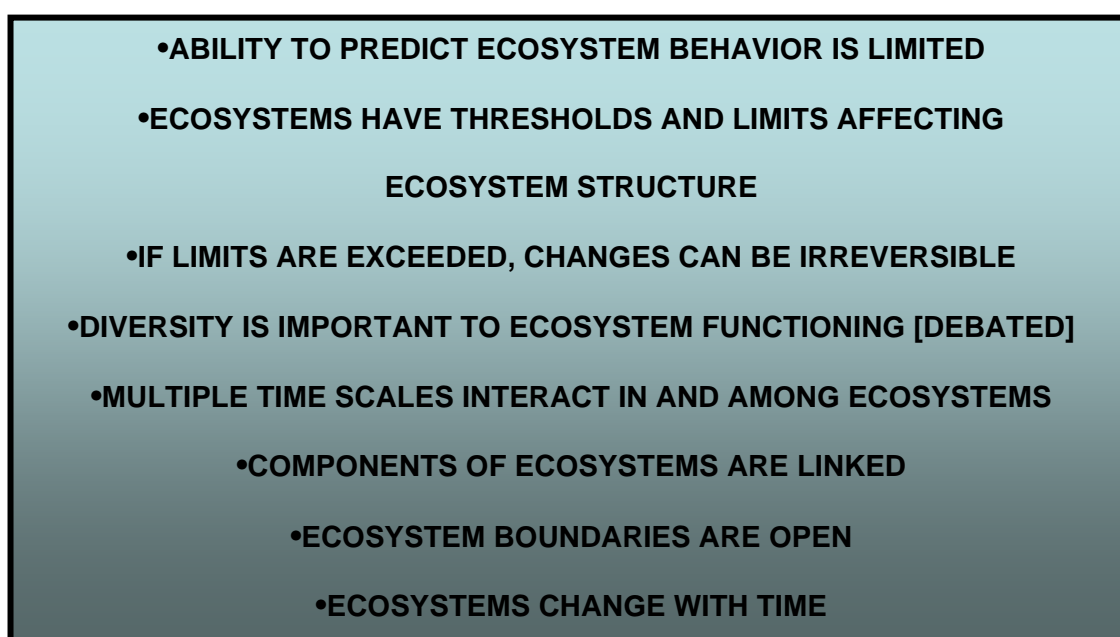 •ABILITY TO PREDICT ECOSYSTEM BEHAVIOR IS LIMITED
•ECOSYSTEMS HAVE THRESHOLDS AND LIMITS AFFECTING
ECOSYSTEM STRUCTURE
•IF LIMITS ARE EXCEEDED, CHANGES CAN BE IRREVERSIBLE
•DIVERSITY IS IMPORTANT TO ECOSYSTEM FUNCTIONING [DEBATED]
•MULTIPLE TIME SCALES INTERACT IN AND AMONG ECOSYSTEMS
•COMPONENTS OF ECOSYSTEMS ARE LINKED
•ECOSYSTEM BOUNDARIES ARE OPEN
•ECOSYSTEMS CHANGE WITH TIME